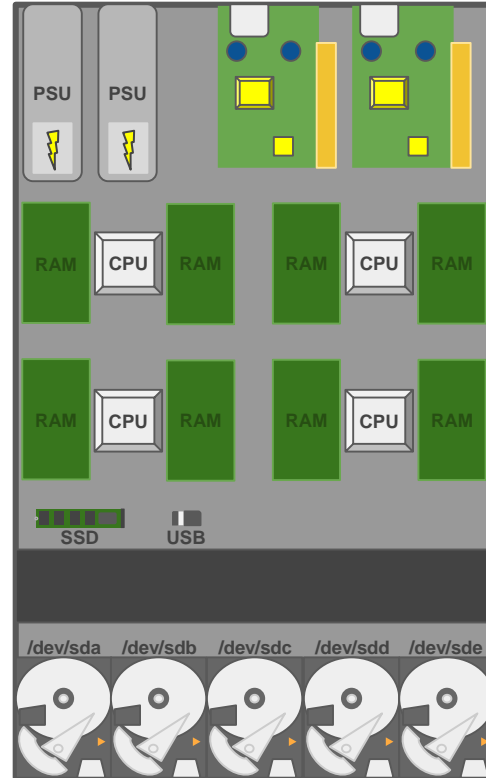 PSU PSU
RAM CPU RAM RAM CPU RAM
RAM CPU RAM RAM CPU RAM
SSD USB
/dev/sda /dev/sdb /dev/sdc /dev/sdd /dev/sde